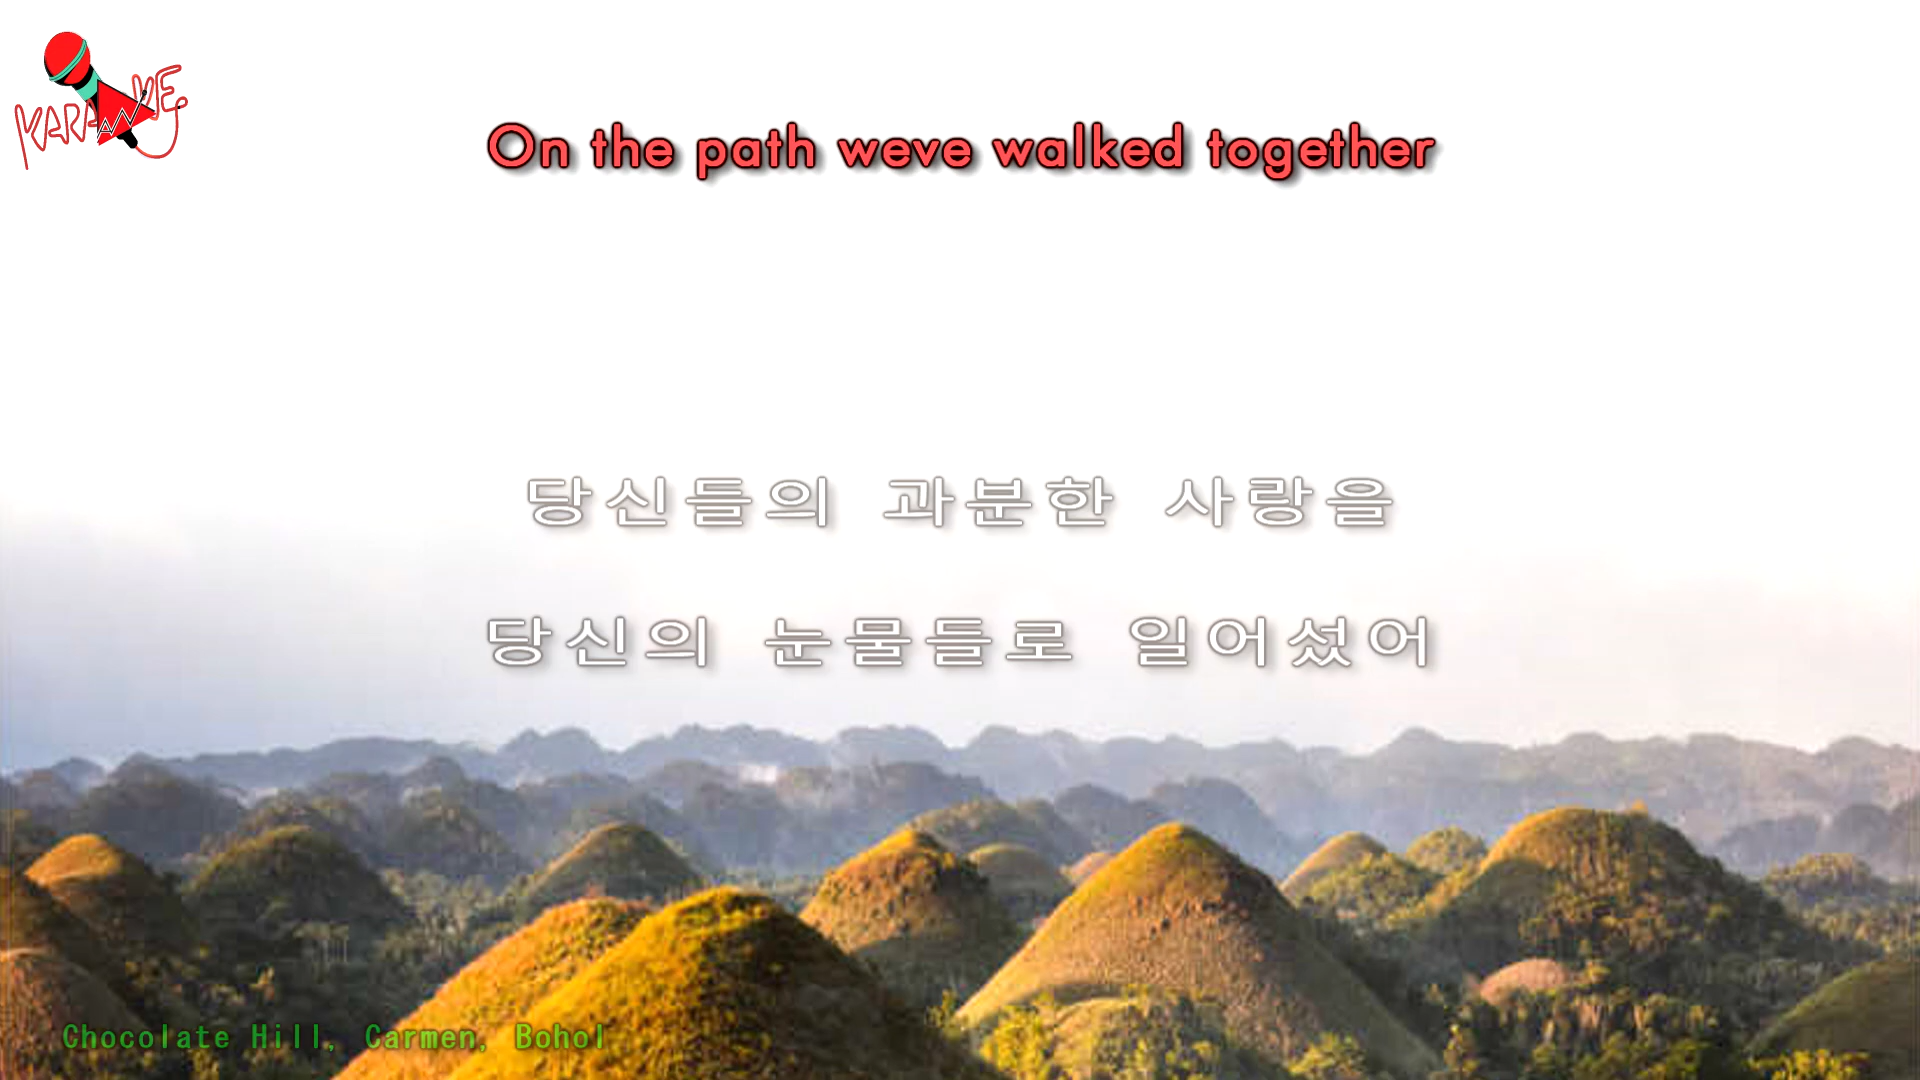 KARAOKE
On the path weve walked together
당신들의 과분한 사랑을
당신의 눈물들로 일어섰어
Chocolate Hill, Carmen, Bohol